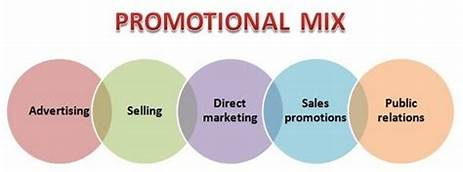 PROMOTIONAL MIX
Advertising
Selling
Direct
marketing
Sales
promotions
Public
relations